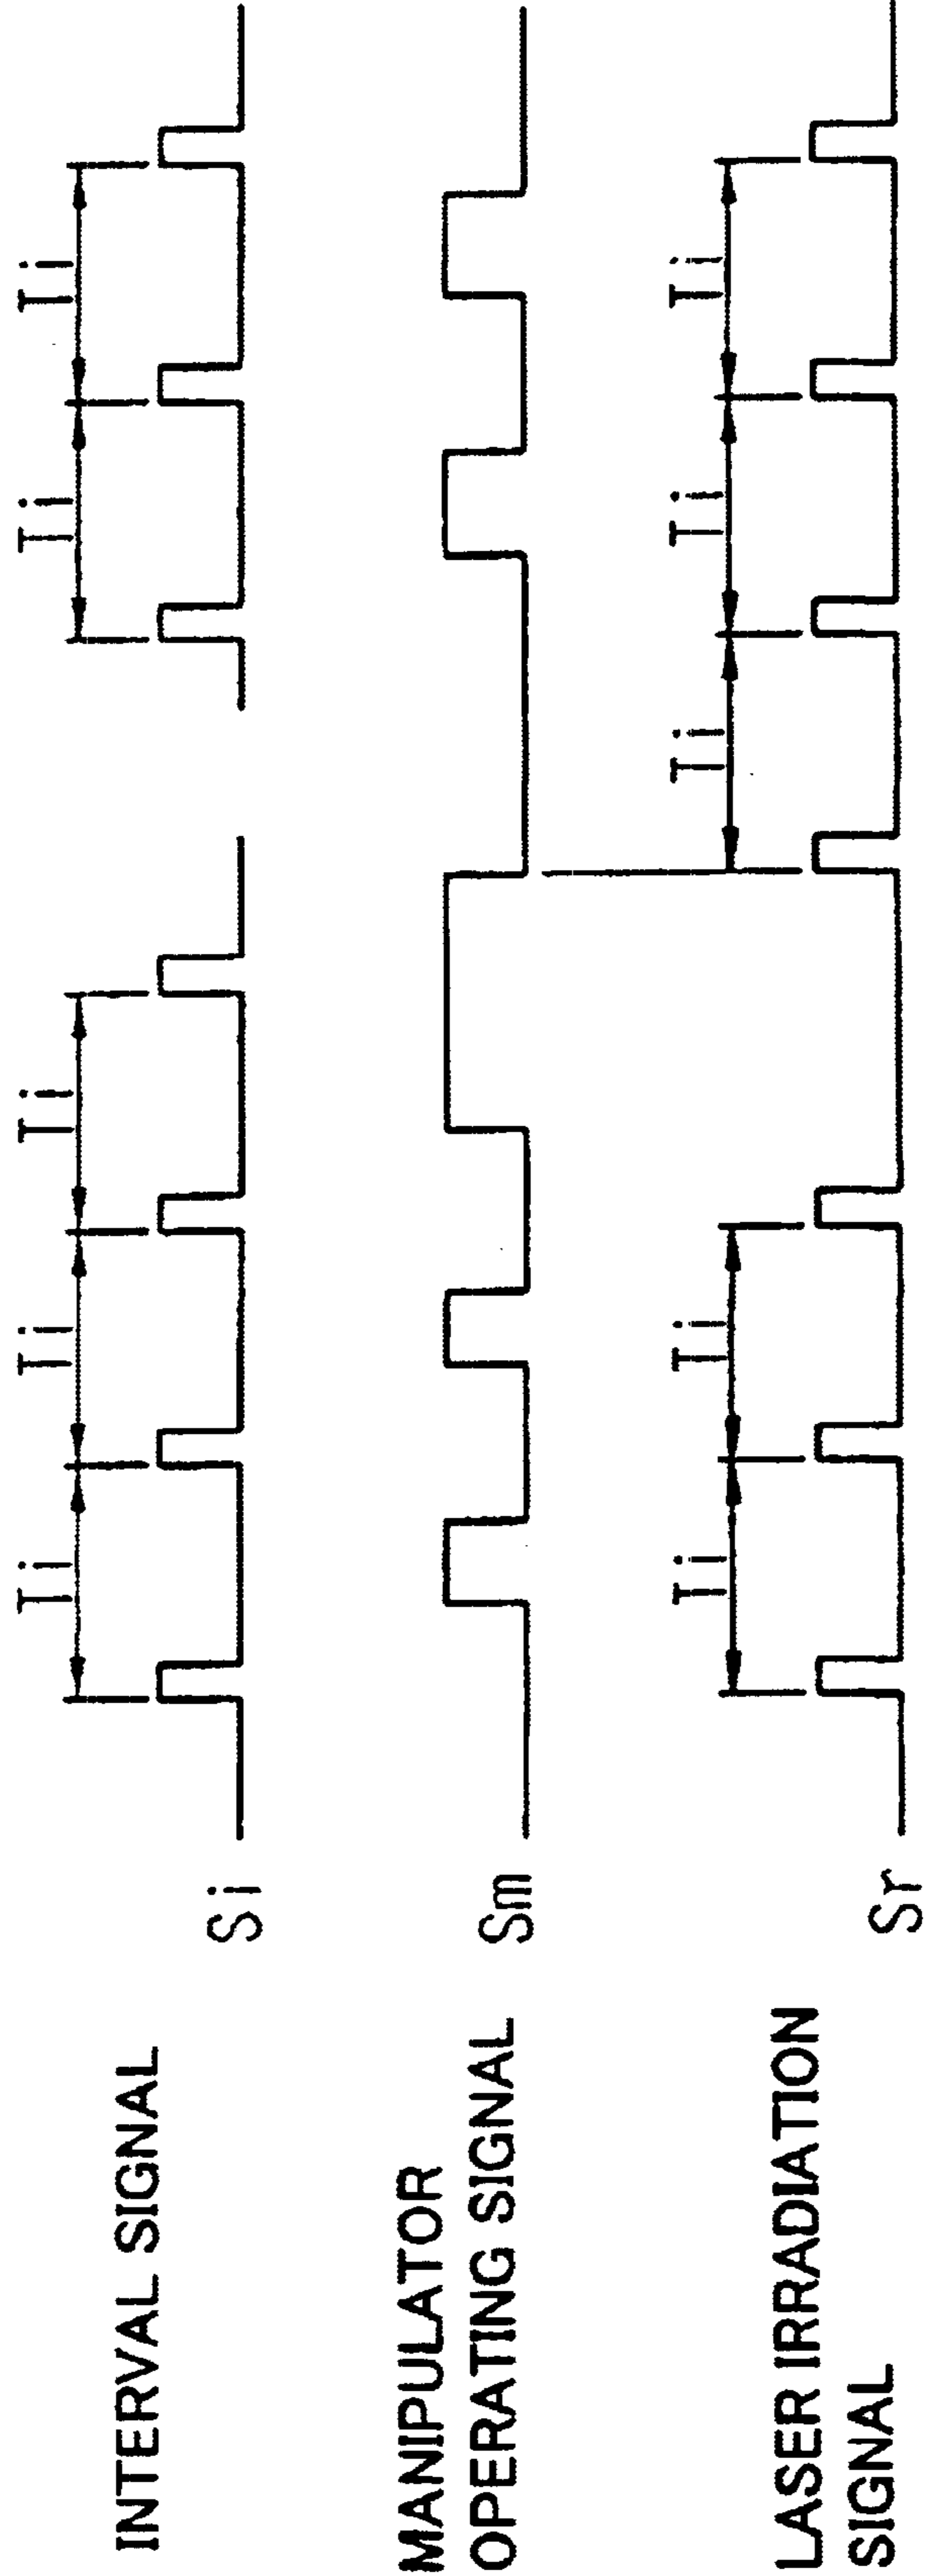 INTERVAL SIGNAL
Si
Ti
Ti
Ti
Ti
Ti
MANIPULATOR
OPERATING SIGNAL
Sm
LASER IRRADIATION
SIGNAL
Sr
Ti
Ti
Ti
Ti
Ti